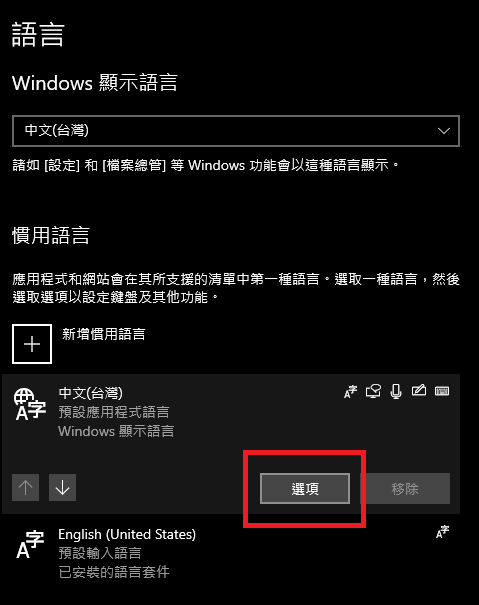 語言
Windows 顯示語言
中文(台灣)
諸如 [設定] 和 [檔案總管] 等 Windows 功能會以這種語言顯示。
慣用語言
應用程式和網站會在其所支援的清單中第一種語言。選取一種語言，然後
選取選項以設定鍵盤及其他功能。
新增慣用語言
中文(台灣)
預設應用程式語言
Windows 顯示語言
選項
移除
English (United States)
預設輸入語言
已安裝的語言套件